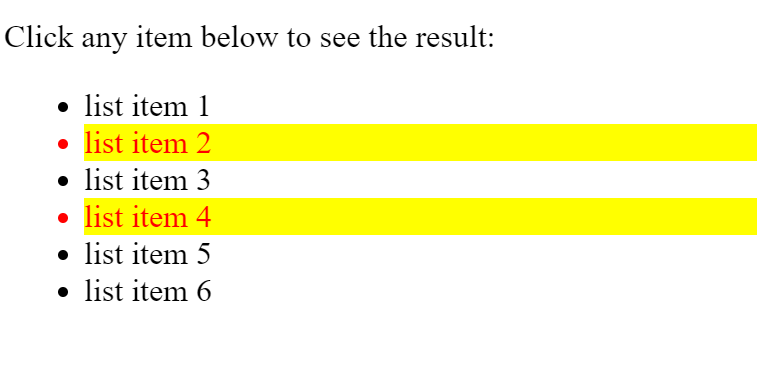 Click any item below to see the result:
list item 1
list item 2
list item 3
list item 4
list item 5
list item 6